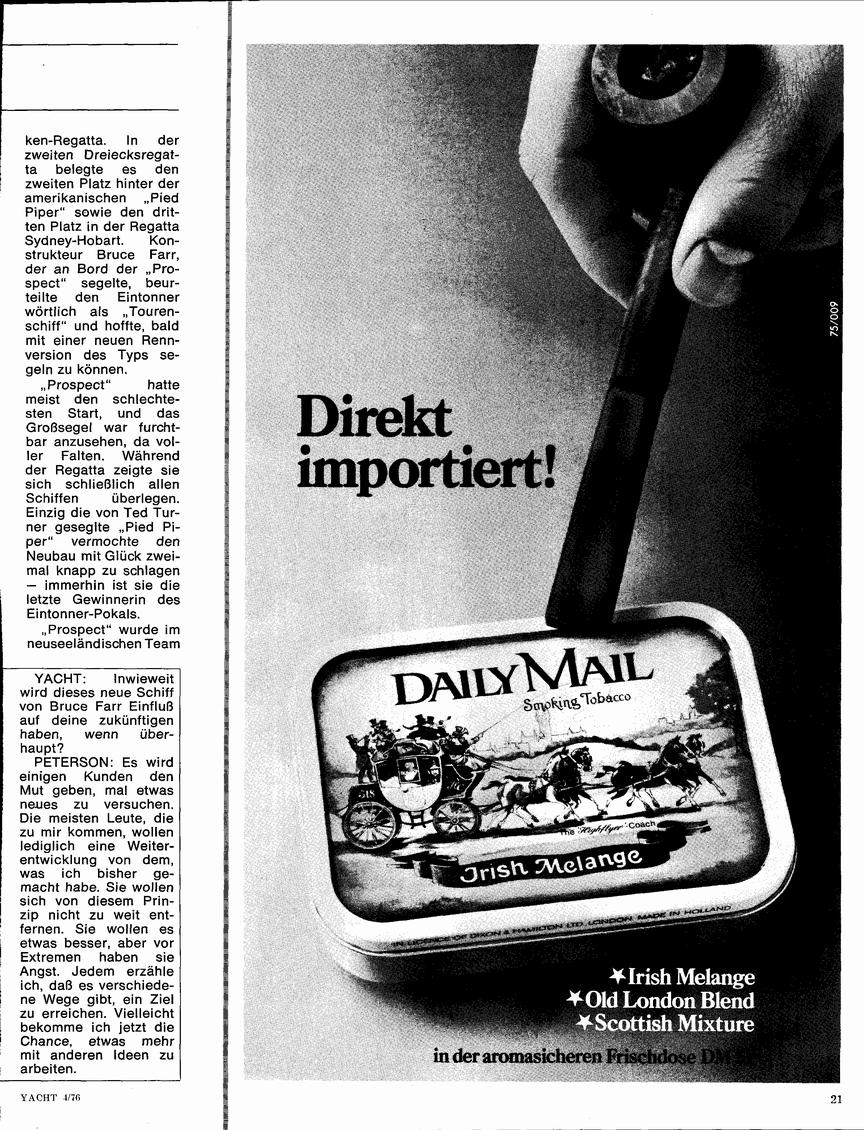 ken-Regatta. In der
zweiten Dreiecksregat-
ta belegte es den
zweiten Platz hinter der
amerikanischen „Pied
Piper“ sowie den drit-
ten Platz in der Regatta
Sydney-Hobart. Kon-
strukteur Bruce Farr,
der an Bord der „Pro-
spect“ segelte, beur-
teilte den Eintonner
wörtlich als „Touren-
schiff“ und hoffte, bald
mit einer neuen Renn-
version des Typs se-
geln zu können.
„Prospect“ hatte
meist den schlechte-
sten Start, und das
Großsegel war furcht-
bar anzusehen, da vol-
ler Falten. Während
der Regatta zeigte sie
sich schließlich allen
Schiffen überlegen.
Einzig die von Ted Tur-
ner gesegelte „Pied Pi-
per“ vermochte den
Neubau mit Glück zwei-
mal knapp zu schlagen
— immerhin ist sie die
letzte Gewinnerin des
Eintonner-Pokals.
„Prospect“ wurde im
neuseeländischen Team
YACHT: Inwieweit
wird dieses neue Schiff
von Bruce Farr Einfluß
auf deine zukünftigen
haben, wenn über-
haupt?
PETERSON: Es wird
einigen Kunden den
Mut geben, mal etwas
neues zu versuchen.
Die meisten Leute, die
zu mir kommen, wollen
lediglich eine Weiter-
entwicklung von dem,
was ich bisher ge-
macht habe. Sie wollen
sich von diesem Prin-
zip nicht zu weit ent-
fernen. Sie wollen es
etwas besser, aber vor
Extremen haben sie
Angst. Jedem erzähle
ich, daß es verschiede-
ne Wege gibt, ein Ziel
zu erreichen. Vielleicht
bekomme ich jetzt die
Chance, etwas mehr
mit anderen Ideen zu
arbeiten.
YACHT 4/76
75/009
Direkt
importiert!
DAILY MAIL
Smoking Tobacco
The "Highflyer" Coach
Irish Melange
IN LICENCE OF DIXON & HAMILTON LTD. LONDON. MADE IN HOLLAND
★Irish Melange
★Old London Blend
★Scottish Mixture
in der aromasicheren Frischdose DM
21